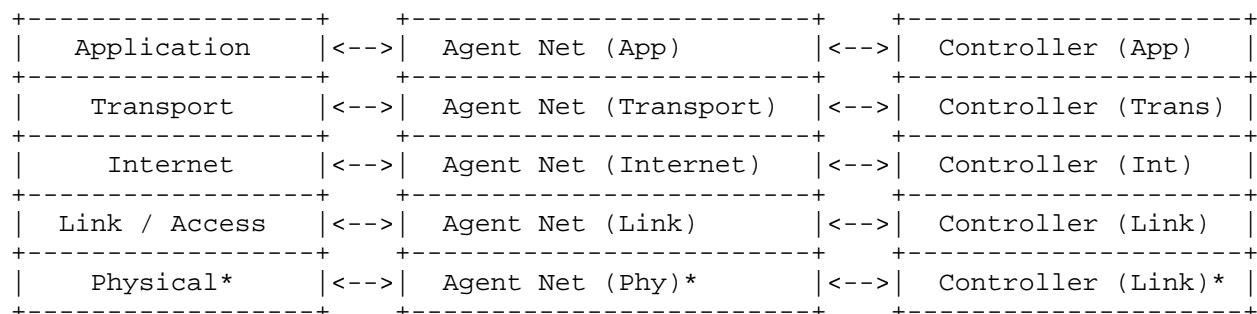 +------------------+ +-------------------------+ +---------------------+
| Application |<-->| Agent Net (App) |<-->| Controller (App) |
+------------------+ +-------------------------+ +---------------------+
| Transport |<-->| Agent Net (Transport) |<-->| Controller (Trans) |
+------------------+ +-------------------------+ +---------------------+
| Internet |<-->| Agent Net (Internet) |<-->| Controller (Int) |
+------------------+ +-------------------------+ +---------------------+
| Link / Access |<-->| Agent Net (Link) |<-->| Controller (Link) |
+------------------+ +-------------------------+ +---------------------+
| Physical* |<-->| Agent Net (Phy)* |<-->| Controller (Link)* |
+------------------+ +-------------------------+ +---------------------+